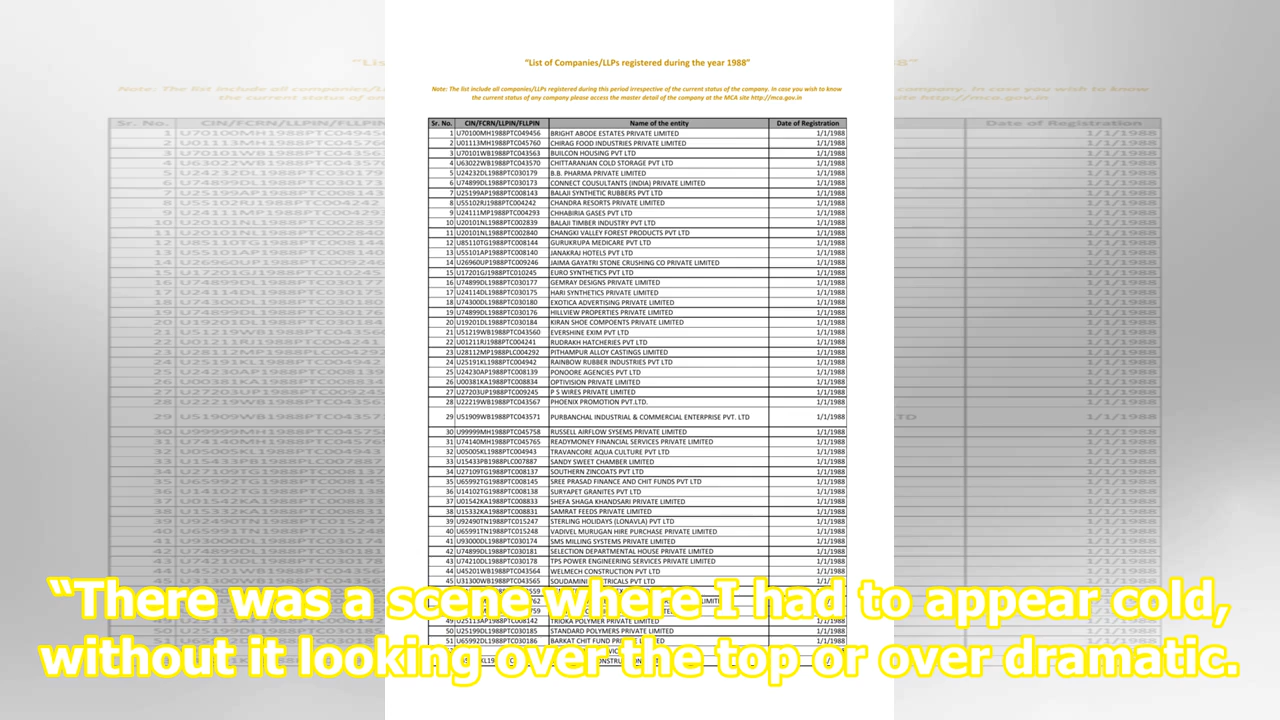 “List of Companies/LLPs registered during the year 1988”
Note: The list include all companies/LLPs registered during this period irrespective of the current status of the company. In case you wish to know
the current status of any company please access the master detail of the company at the MCA site http://mca.gov.in
Sr. No. CIN/FCRN/LLPIN/FLLPIN Name of the entity Date of Registration
1 U70100MH1988PTC049456 BRIGHT ABODE ESTATES PRIVATE LIMITED 1/1/1988
2 U01113MH1988PTC045760 CHIRAG FOOD INDUSTRIES PRIVATE LIMITED 1/1/1988
3 U70101WB1988PTC043563 BUILCON HOUSING PVT LTD 1/1/1988
4 U63022WB1988PTC043570 CHITTARANJAN COLD STORAGE PVT LTD 1/1/1988
5 U24232DL1988PTC030179 B.B. PHARMA PRIVATE LIMITED 1/1/1988
6 U74899DL1988PTC030173 CONNECT COUSULTANTS (INDIA) PRIVATE LIMITED 1/1/1988
7 U25199AP1988PTC008143 BALAJI SYNTHETIC RUBBERS PVT LTD 1/1/1988
8 U55102RJ1988PTC004242 CHANDRA RESORTS PRIVATE LIMITED 1/1/1988
9 U24111MP1988PTC004293 CHHABIRIA GASES PVT LTD 1/1/1988
10 U20101NL1988PTC002839 BALAJI TIMBER INDUSTRY PVT LTD 1/1/1988
11 U20101NL1988PTC002840 CHANGKI VALLEY FOREST PRODUCTS PVT LTD 1/1/1988
12 U85110TG1988PTC008144 GURUKRUPA MEDICARE PVT LTD 1/1/1988
13 U55101AP1988PTC008140 JANAKRAJ HOTELS PVT LTD 1/1/1988
14 U26960UP1988PTC009246 JAIMA GAYATRI STONE CRUSHING CO PRIVATE LIMITED 1/1/1988
15 U17201GJ1988PTC010245 EURO SYNTHETICS PVT LTD 1/1/1988
16 U74899DL1988PTC030177 GEMRAY DESIGNS PRIVATE LIMITED 1/1/1988
17 U24114DL1988PTC030175 HARI SYNTHETICS PRIVATE LIMITED 1/1/1988
18 U74300DL1988PTC030180 EXOTICA ADVERTISING PRIVATE LIMITED 1/1/1988
19 U74899DL1988PTC030176 HILLVIEW PROPERTIES PRIVATE LIMITED 1/1/1988
20 U19201DL1988PTC030184 KIRAN SHOE COMPOENTS PRIVATE LIMITED 1/1/1988
21 U51219WB1988PTC043560 EVERSHINE EXIM PVT LTD 1/1/1988
22 U01211RJ1988PTC004241 RUDRAKH HATCHERIES PVT LTD 1/1/1988
23 U28112MP1988PLC004292 PITHAMPUR ALLOY CASTINGS LIMITED 1/1/1988
24 U25191KL1988PTC004942 RAINBOW RUBBER INDUSTRIES PVT LTD 1/1/1988
25 U24230AP1988PTC008139 PONOORE AGENCIES PVT LTD 1/1/1988
26 U00381KA1988PTC008834 OPTIVISION PRIVATE LIMITED 1/1/1988
27 U27203UP1988PTC009245 P S WIRES PRIVATE LIMITED 1/1/1988
28 U22219WB1987PTC043567 PHOENIX PROMOTION PVT.LTD. 1/1/1988
29 U51909WB1988PTC043571 PURBANCHAL INDUSTRIAL & COMMERCIAL ENTERPRISE PVT. LTD 1/1/1988
30 U99999MH1988PTC045758 RUSSELL AIRFLOW SYSEMS PRIVATE LIMITED 1/1/1988
31 U74140MH1988PTC045765 READYMONEY FINANCIAL SERVICES PRIVATE LIMITED 1/1/1988
32 U05005KL1988PTC004943 TRAVANCORE AQUA CULTURE PVT LTD 1/1/1988
33 U15433PB1988PLC007887 SANDY SWEET CHAMBER LIMITED 1/1/1988
34 U27109TG1988PTC008137 SOUTHERN ZINCOATS PVT LTD 1/1/1988
35 U65992TG1988PTC008145 SREE PRASAD FINANCE AND CHIT FUNDS PVT LTD 1/1/1988
36 U14102TG1988PTC008138 SURYAPET GRANITES PVT LTD 1/1/1988
37 U01542KA1988PTC008833 SHEFA SHAGA KHANDSARI PRIVATE LIMITED 1/1/1988
38 U15332KA1988PTC008831 SAMRAT FEEDS PRIVATE LIMITED 1/1/1988
39 U92490TN1988PTC015247 STERLING HOLIDAYS (LONAVLA) PVT LTD 1/1/1988
40 U65991TN1988PTC015248 VADIVEL MURUGAN HIRE PURCHASE PRIVATE LIMITED 1/1/1988
41 U93000DL1988PTC030174 SMS MILLING SYSTEMS PRIVATE LIMITED 1/1/1988
42 U74899DL1988PTC030181 SELECTION DEPARTMENTAL HOUSE PRIVATE LIMITED 1/1/1988
43 U74210DL1988PTC030178 TPS POWER ENGINEERING SERVICES PRIVATE LIMITED 1/1/1988
44 U45201WB1988PTC043564 WELMECH CONSTRUCTION PVT LTD 1/1/1988
45 U31300WB1988PTC043565 1/1/1988
“There was a scene where I had to appear cold,
49 U25113AP1988PTC008142 TRIOKA POLYMER PRIVATE LIMITED 1/1/1988
50 U25199DL1988PTC030185 STANDARD POLYMERS PRIVATE LIMITED 1/1/1988
51 U65992DL1988PTC030186 BARKAT CHIT FUND PRIVATE LIMITED 1/1/1988
without it looking over the top or over dramatic.